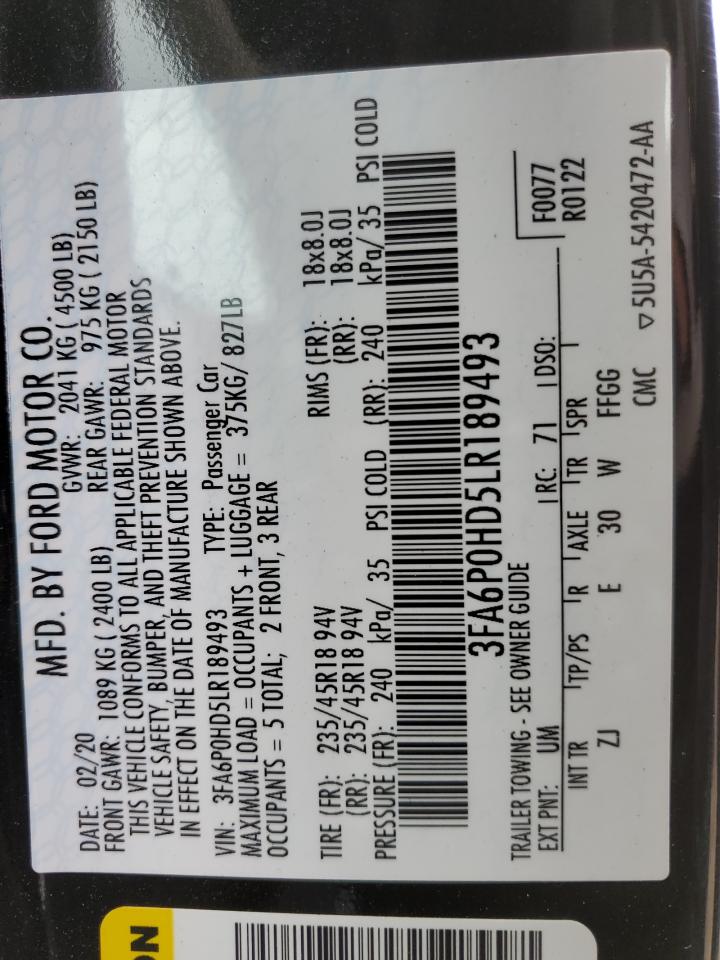 MFD. BY FORD MOTOR CO.
DATE: 02/20 GVWR: 2041 KG ( 4500 LB)
FRONT GAWR: 1089 KG ( 2400 LB) REAR GAWR: 975 KG ( 2150 LB)
THIS VEHICLE CONFORMS TO ALL APPLICABLE FEDERAL MOTOR
VEHICLE SAFETY, BUMPER, AND THEFT PREVENTION STANDARDS
IN EFFECT ON THE DATE OF MANUFACTURE SHOWN ABOVE.
VIN: 3FA6P0HD5LR189493 TYPE: Passenger Car
MAXIMUM LOAD = OCCUPANTS + LUGGAGE = 375KG/ 827LB
OCCUPANTS = 5 TOTAL; 2 FRONT, 3 REAR
TIRE (FR): 235/45R18 94V RIMS (FR): 18x8.0J
(RR): 235/45R18 94V (RR): 18x8.0J
PRESSURE (FR): 240 kPa/ 35 PSI COLD (RR): 240 kPa/ 35 PSI COLD
3FA6P0HD5LR189493
TRAILER TOWING - SEE OWNER GUIDE
F0077
EXT PNT: UM RC: 71 DSO: R0122
INT TR TP/PS R AXLE TR SPR
ZJ E 30 W FFGG
CMC ▽5U5A-5420472-AA
ON